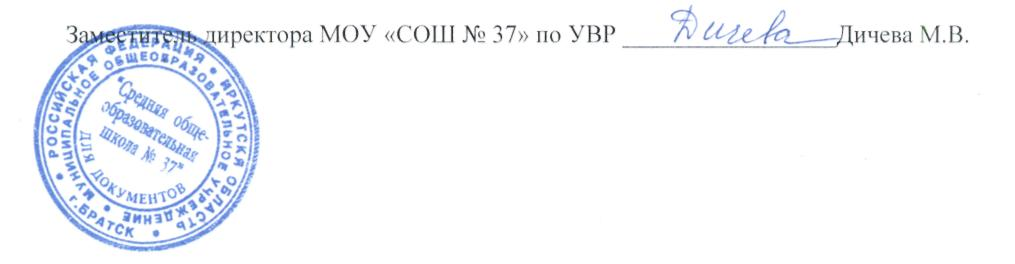 Заместитель директора МОУ «СОШ № 37» по УВР Дичева Дичева М.В.
РОССИЙСКАЯ ФЕДЕРАЦИЯ • ИРКУТСКАЯ ОБЛАСТЬ • г.БРАТСК •
МУНИЦИПАЛЬНОЕ ОБЩЕОБРАЗОВАТЕЛЬНОЕ УЧРЕЖДЕНИЕ •
"Средняя обще-
образовательная
школа № 37"
ДЛЯ ДОКУМЕНТОВ